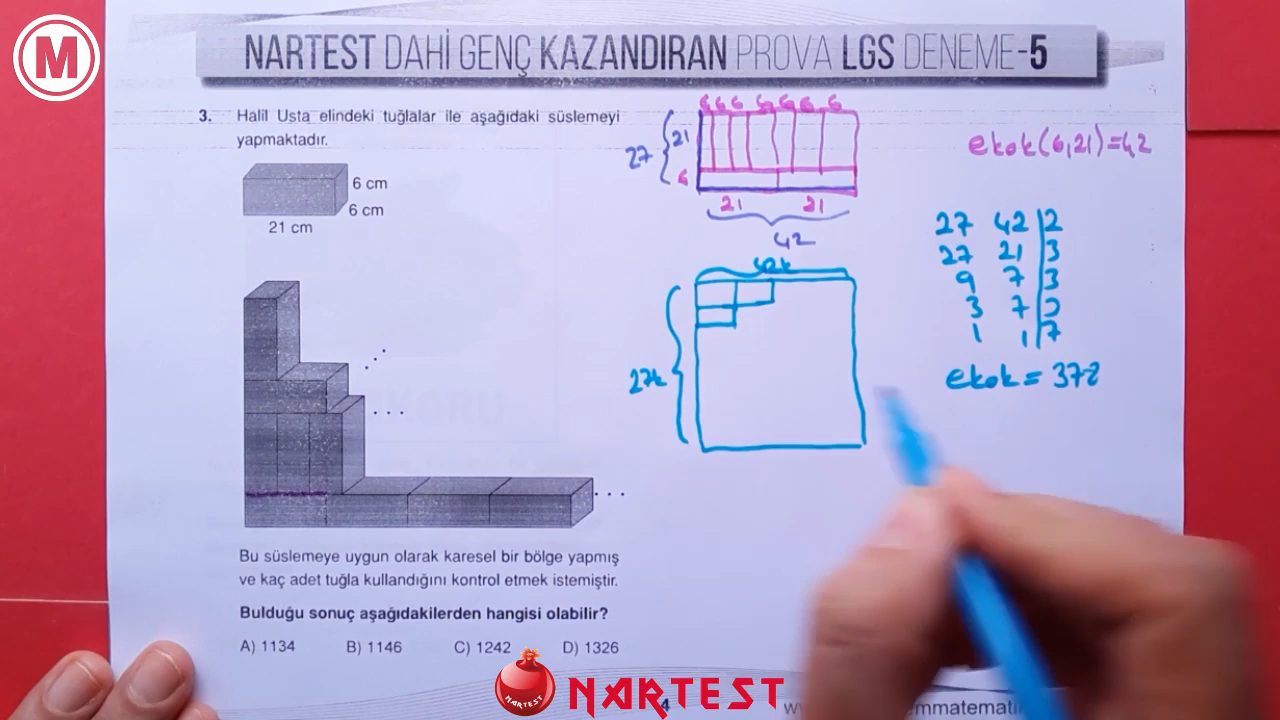 M
NARTEST DAHİ GENÇ KAZANDIRAN PROVA LGS DENEME-5
3. Halil Usta elindeki tuğlalar ile aşağıdaki süslemeyi
yapmaktadır.
6 cm
6 cm
21 cm
Bu süslemeye uygun olarak karesel bir bölge yapmış
ve kaç adet tuğla kullandığını kontrol etmek istemiştir.
Bulduğu sonuç aşağıdakilerden hangisi olabilir?
A) 1134 B) 1146 C) 1242 D) 1326
6 6 6 6 6 6 6
27 21
6
21 21
42
42k
27k
ekok(6,21)=42
27 42 2
27 21 3
9 7 3
3 7 3
1 1 7
ekok = 378
NARTEST
NARTEST
4